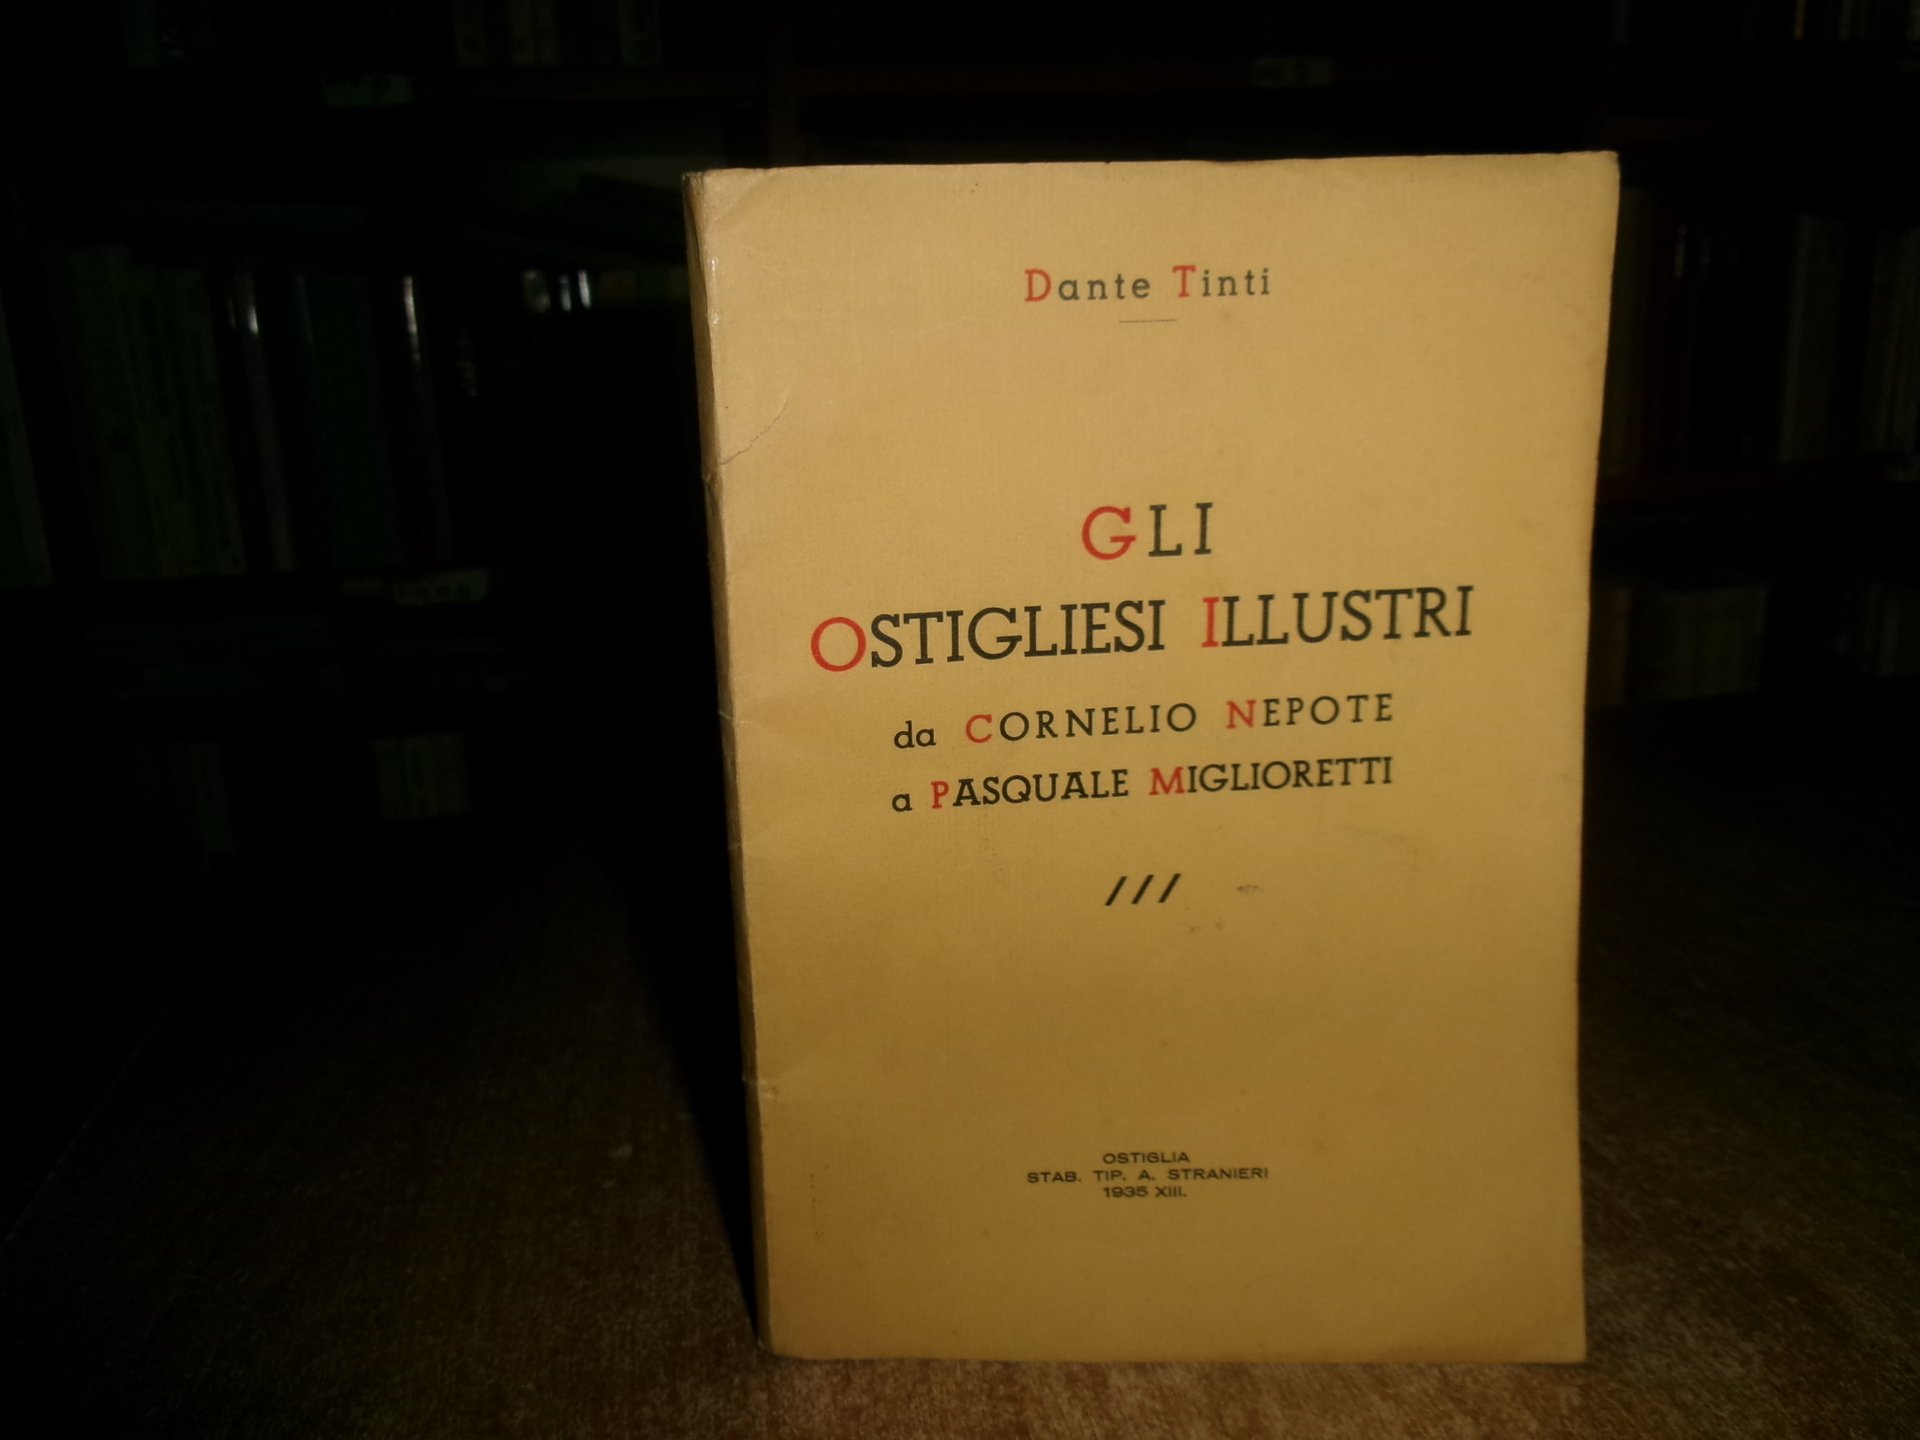 Dante Tinti
GLI
OSTIGLIESI ILLUSTRI
da CORNELIO NEPOTE
a PASQUALE MIGLIORETTI
///
OSTIGLIA
STAB. TIP. A. STRANIERI
1935 XIII.